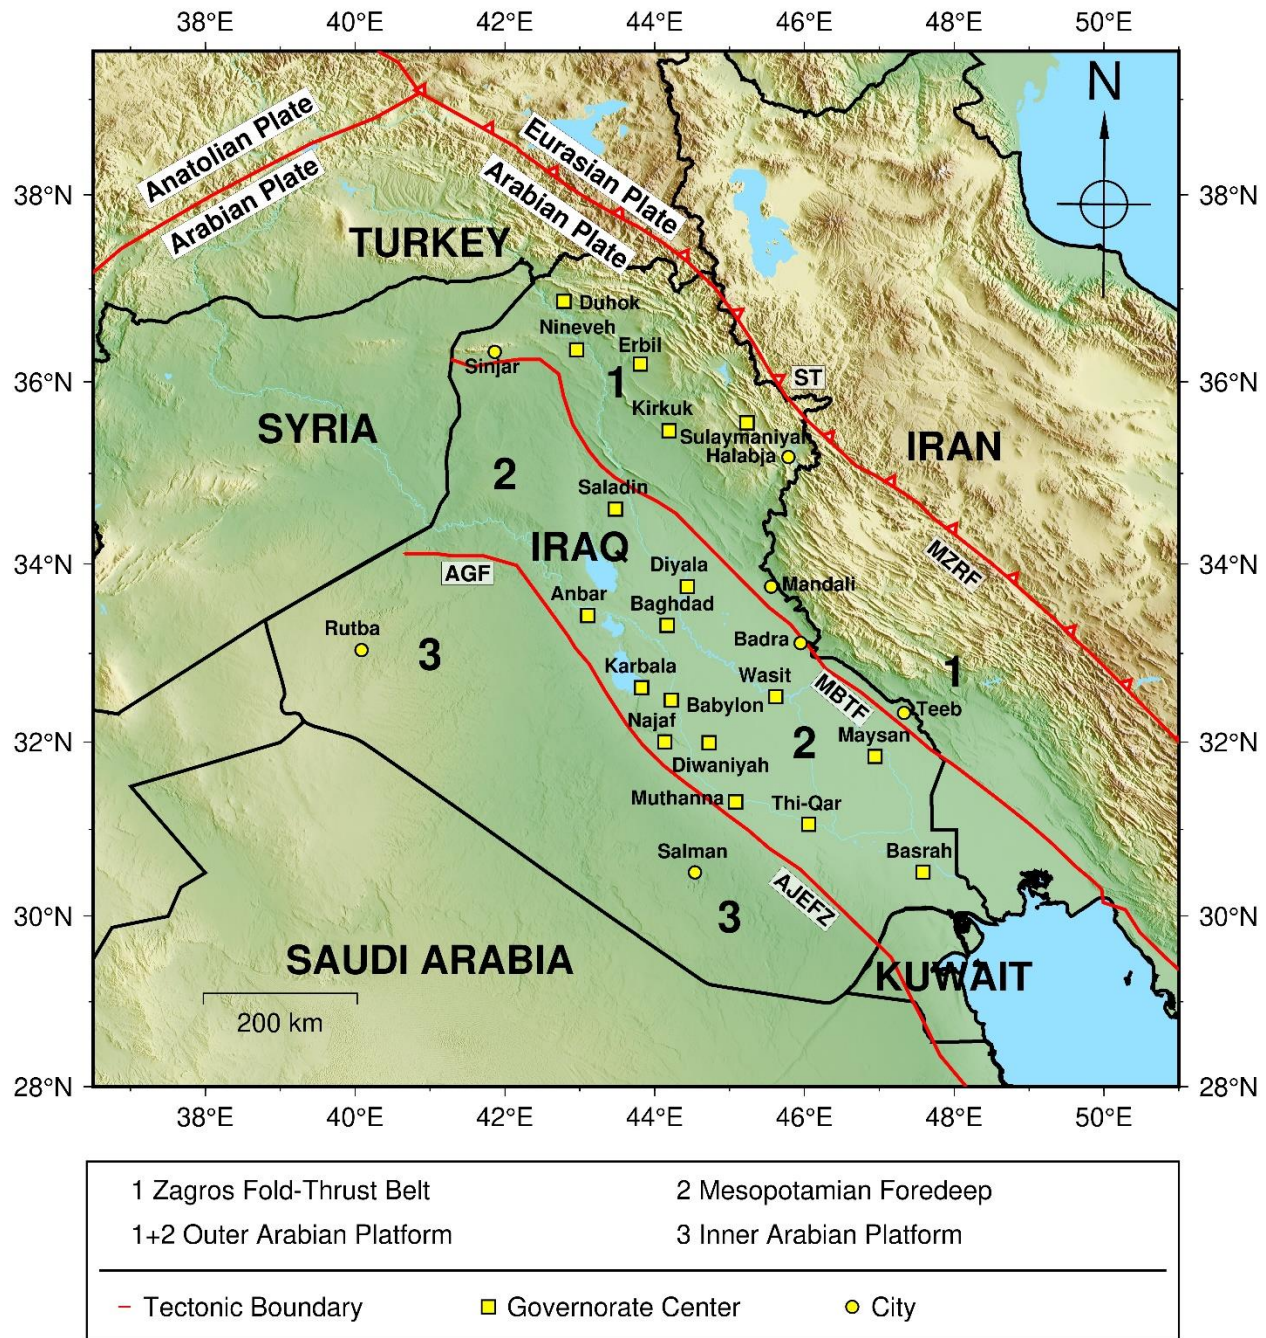 38°E 40°E 42°E 44°E 46°E 48°E 50°E
N
Anatolian Plate
Arabian Plate
Eurasian Plate
Arabian Plate
38°N 38°N
TURKEY
Duhok
Nineveh
Erbil
Sinjar
36°N 36°N
1
ST
Kirkuk
SYRIA
Sulaymaniyah
IRAN
Halabja
2
Saladin
IRAQ
34°N 34°N
MZRF
AGF
Diyala
Mandali
Anbar
Baghdad
Rutba
Badra
3
Karbala
Wasit
1
MBTF
Babylon
Teeb
Najaf
2
Maysan
32°N 32°N
Diwaniyah
Muthanna
Thi-Qar
Salman
Basrah
AJEFZ
3
30°N 30°N
SAUDI ARABIA
KUWAIT
200 km
28°N 28°N
38°E 40°E 42°E 44°E 46°E 48°E 50°E
1 Zagros Fold-Thrust Belt
2 Mesopotamian Foredeep
1+2 Outer Arabian Platform
3 Inner Arabian Platform
Tectonic Boundary
Governorate Center
City